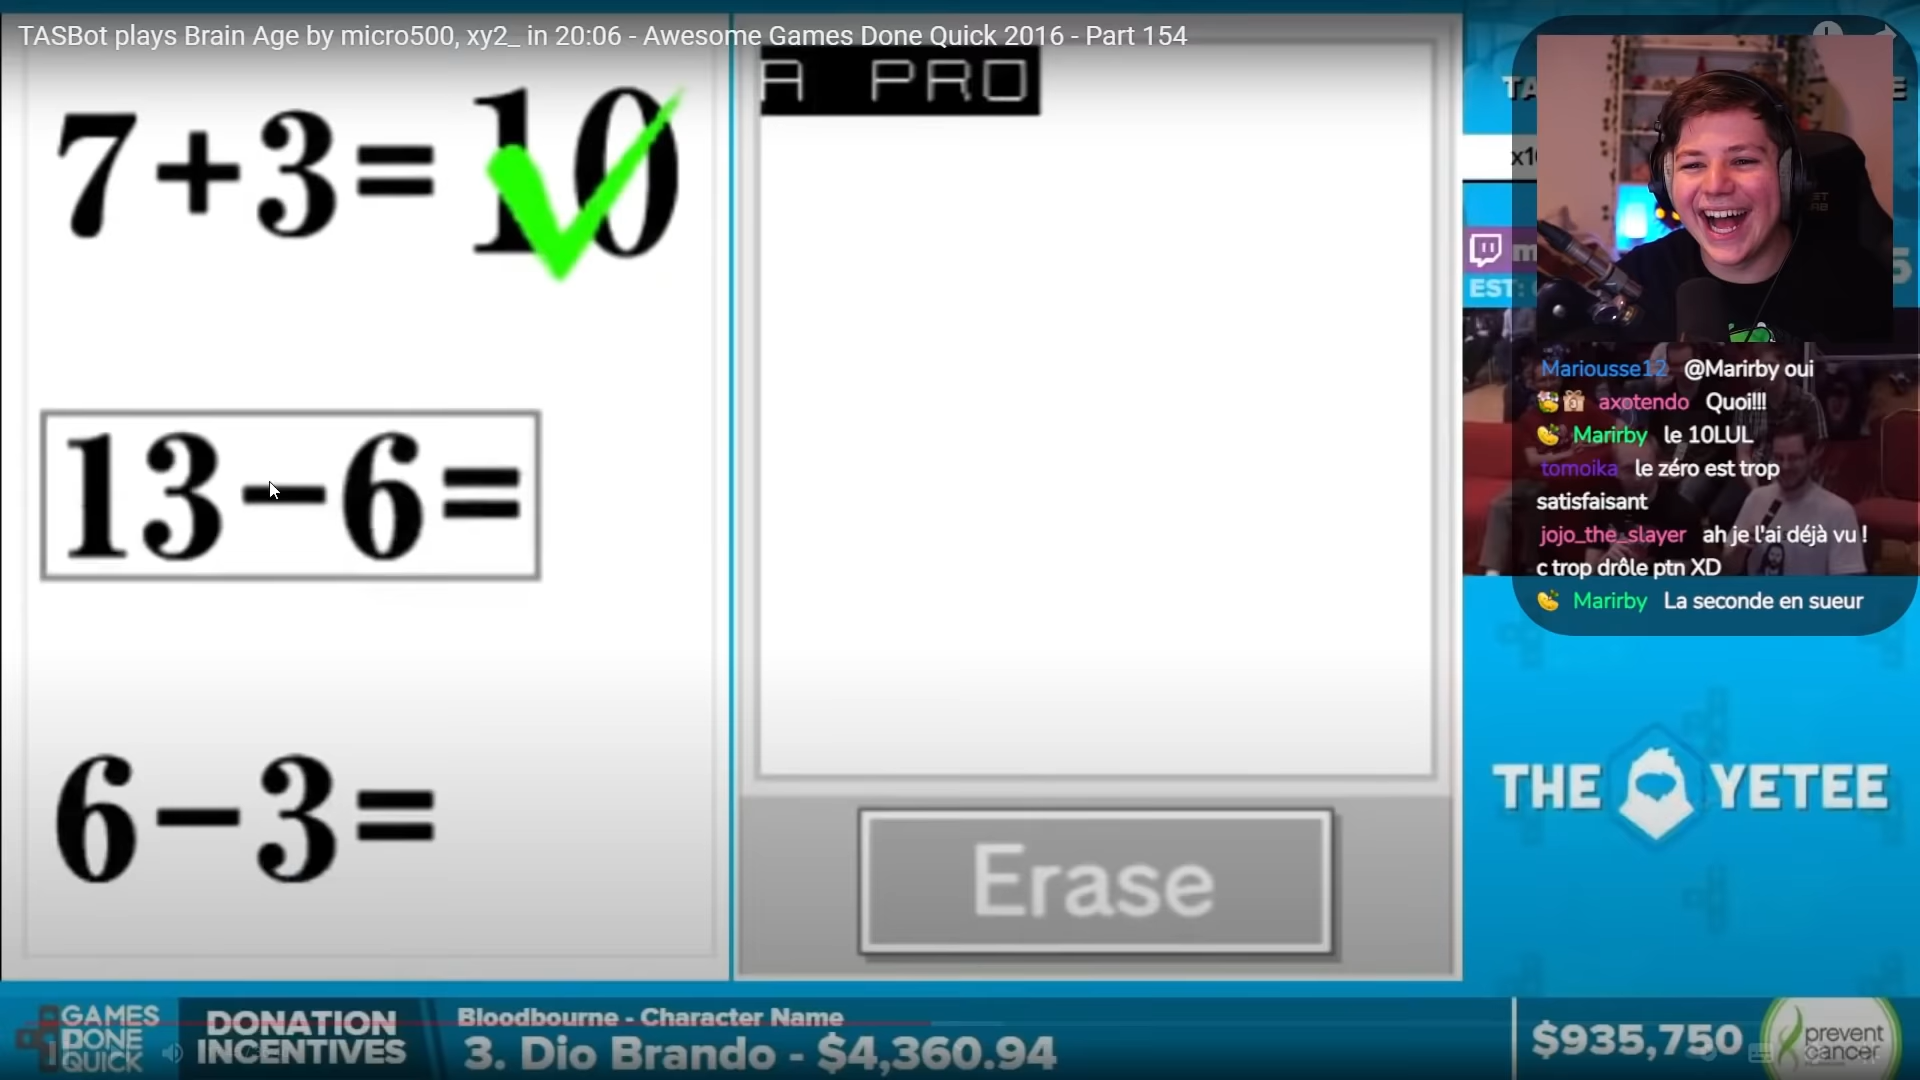 TASBot plays Brain Age by micro500, xy2_ in 20:06 - Awesome Games Done Quick 2016 - Part 154
7+3= 10
13-6=
6-3=
A PRO
Erase
TA
x1
m
EST:
Mariousse12 @Marirby oui
axotendo Quoi!!!
Marirby le 10LUL
tomoika le zéro est trop
satisfaisant
jojo_the_slayer ah je l'ai déjà vu !
c trop drôle ptn XD
Marirby La seconde en sueur
THE YETEE
GAMES
DONE
QUICK
DONATION
INCENTIVES
Bloodbourne - Character Name
3. Dio Brando - $4,360.94
$935,750
prevent
cancer